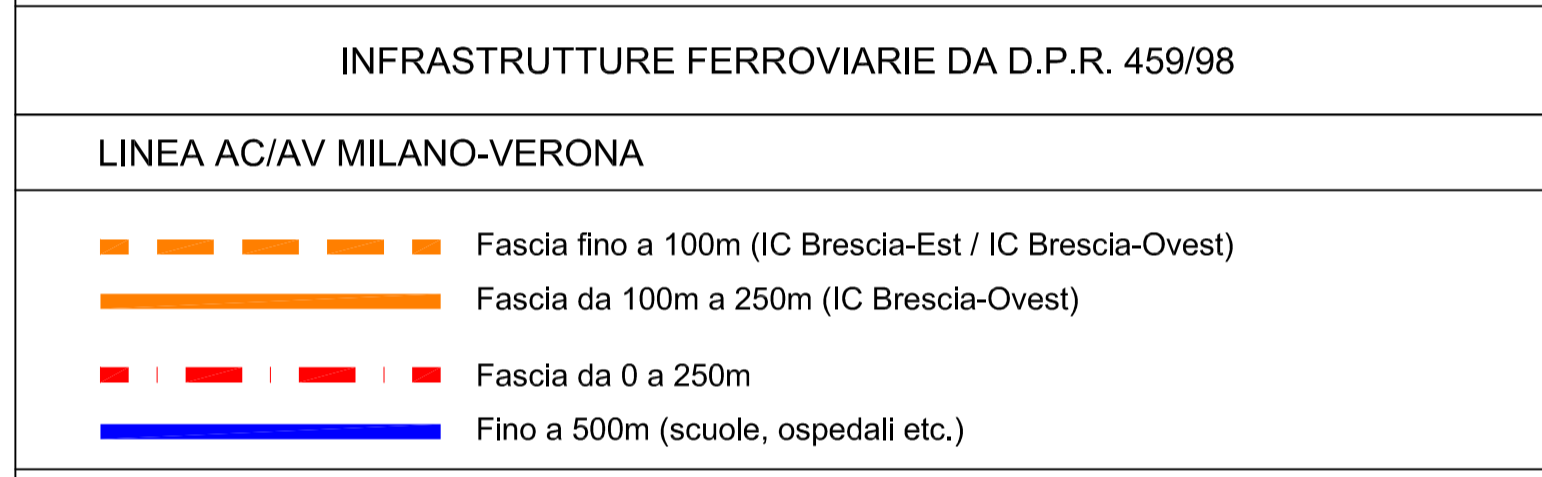 INFRASTRUTTURE FERROVIARIE DA D.P.R. 459/98
LINEA AC/AV MILANO-VERONA
Fascia fino a 100m (IC Brescia-Est / IC Brescia-Ovest)
Fascia da 100m a 250m (IC Brescia-Ovest)
Fascia da 0 a 250m
Fino a 500m (scuole, ospedali etc.)